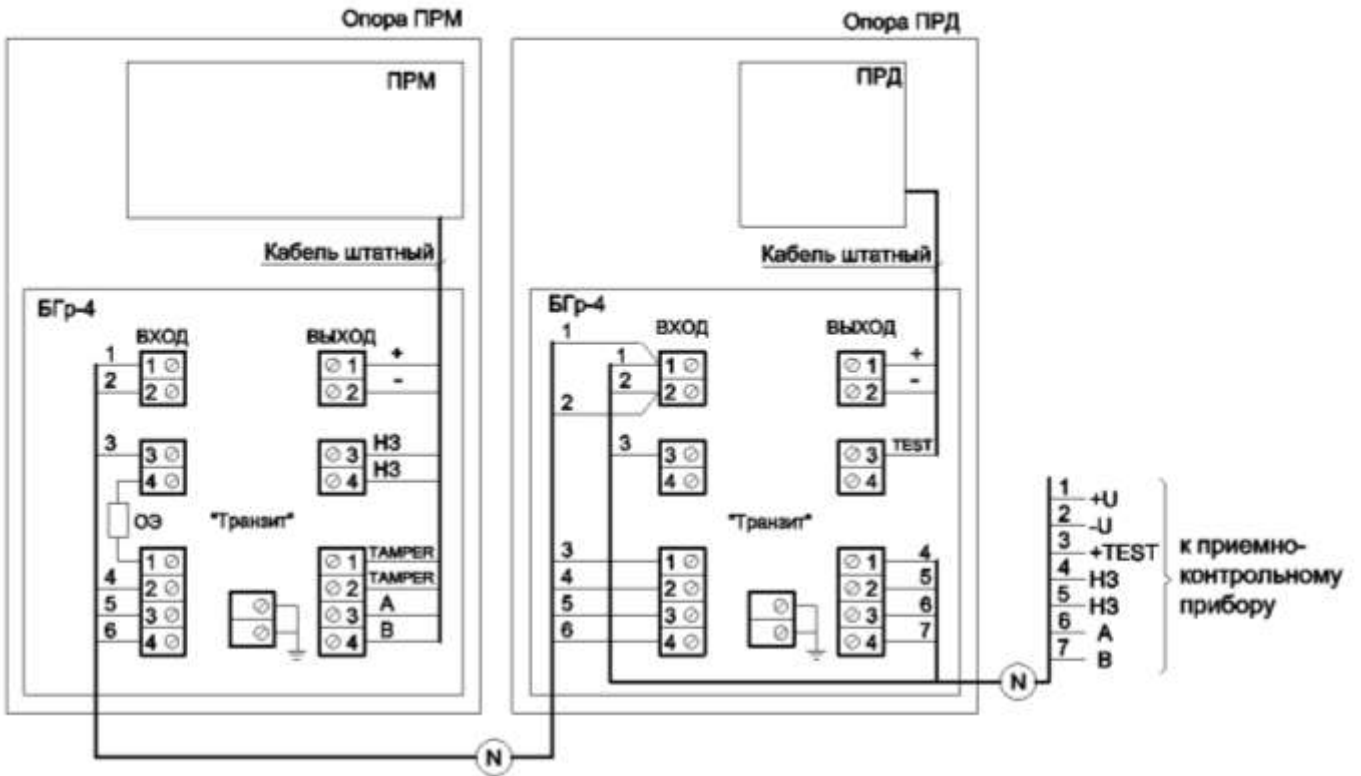 Опора ПРМ
ПРМ
Кабель штатный
БГр-4
ВХОД
ВЫХОД
1
1
1
+
2
2
2
-
3
3
3
НЗ
4
4
НЗ
ОЭ
"Транзит"
1
1
TAMPER
4
2
2
TAMPER
5
3
3
A
6
4
4
B
N
Опора ПРД
ПРД
Кабель штатный
БГр-4
1
ВХОД
ВЫХОД
1
1
1
+
2
2
2
-
2
3
3
3
TEST
4
4
"Транзит"
3
1
1
4
4
2
2
5
5
3
3
6
6
4
4
7
N
1
+U
2
-U
3
+TEST
4
НЗ
5
НЗ
6
A
7
B
к приемно-
контрольному
прибору